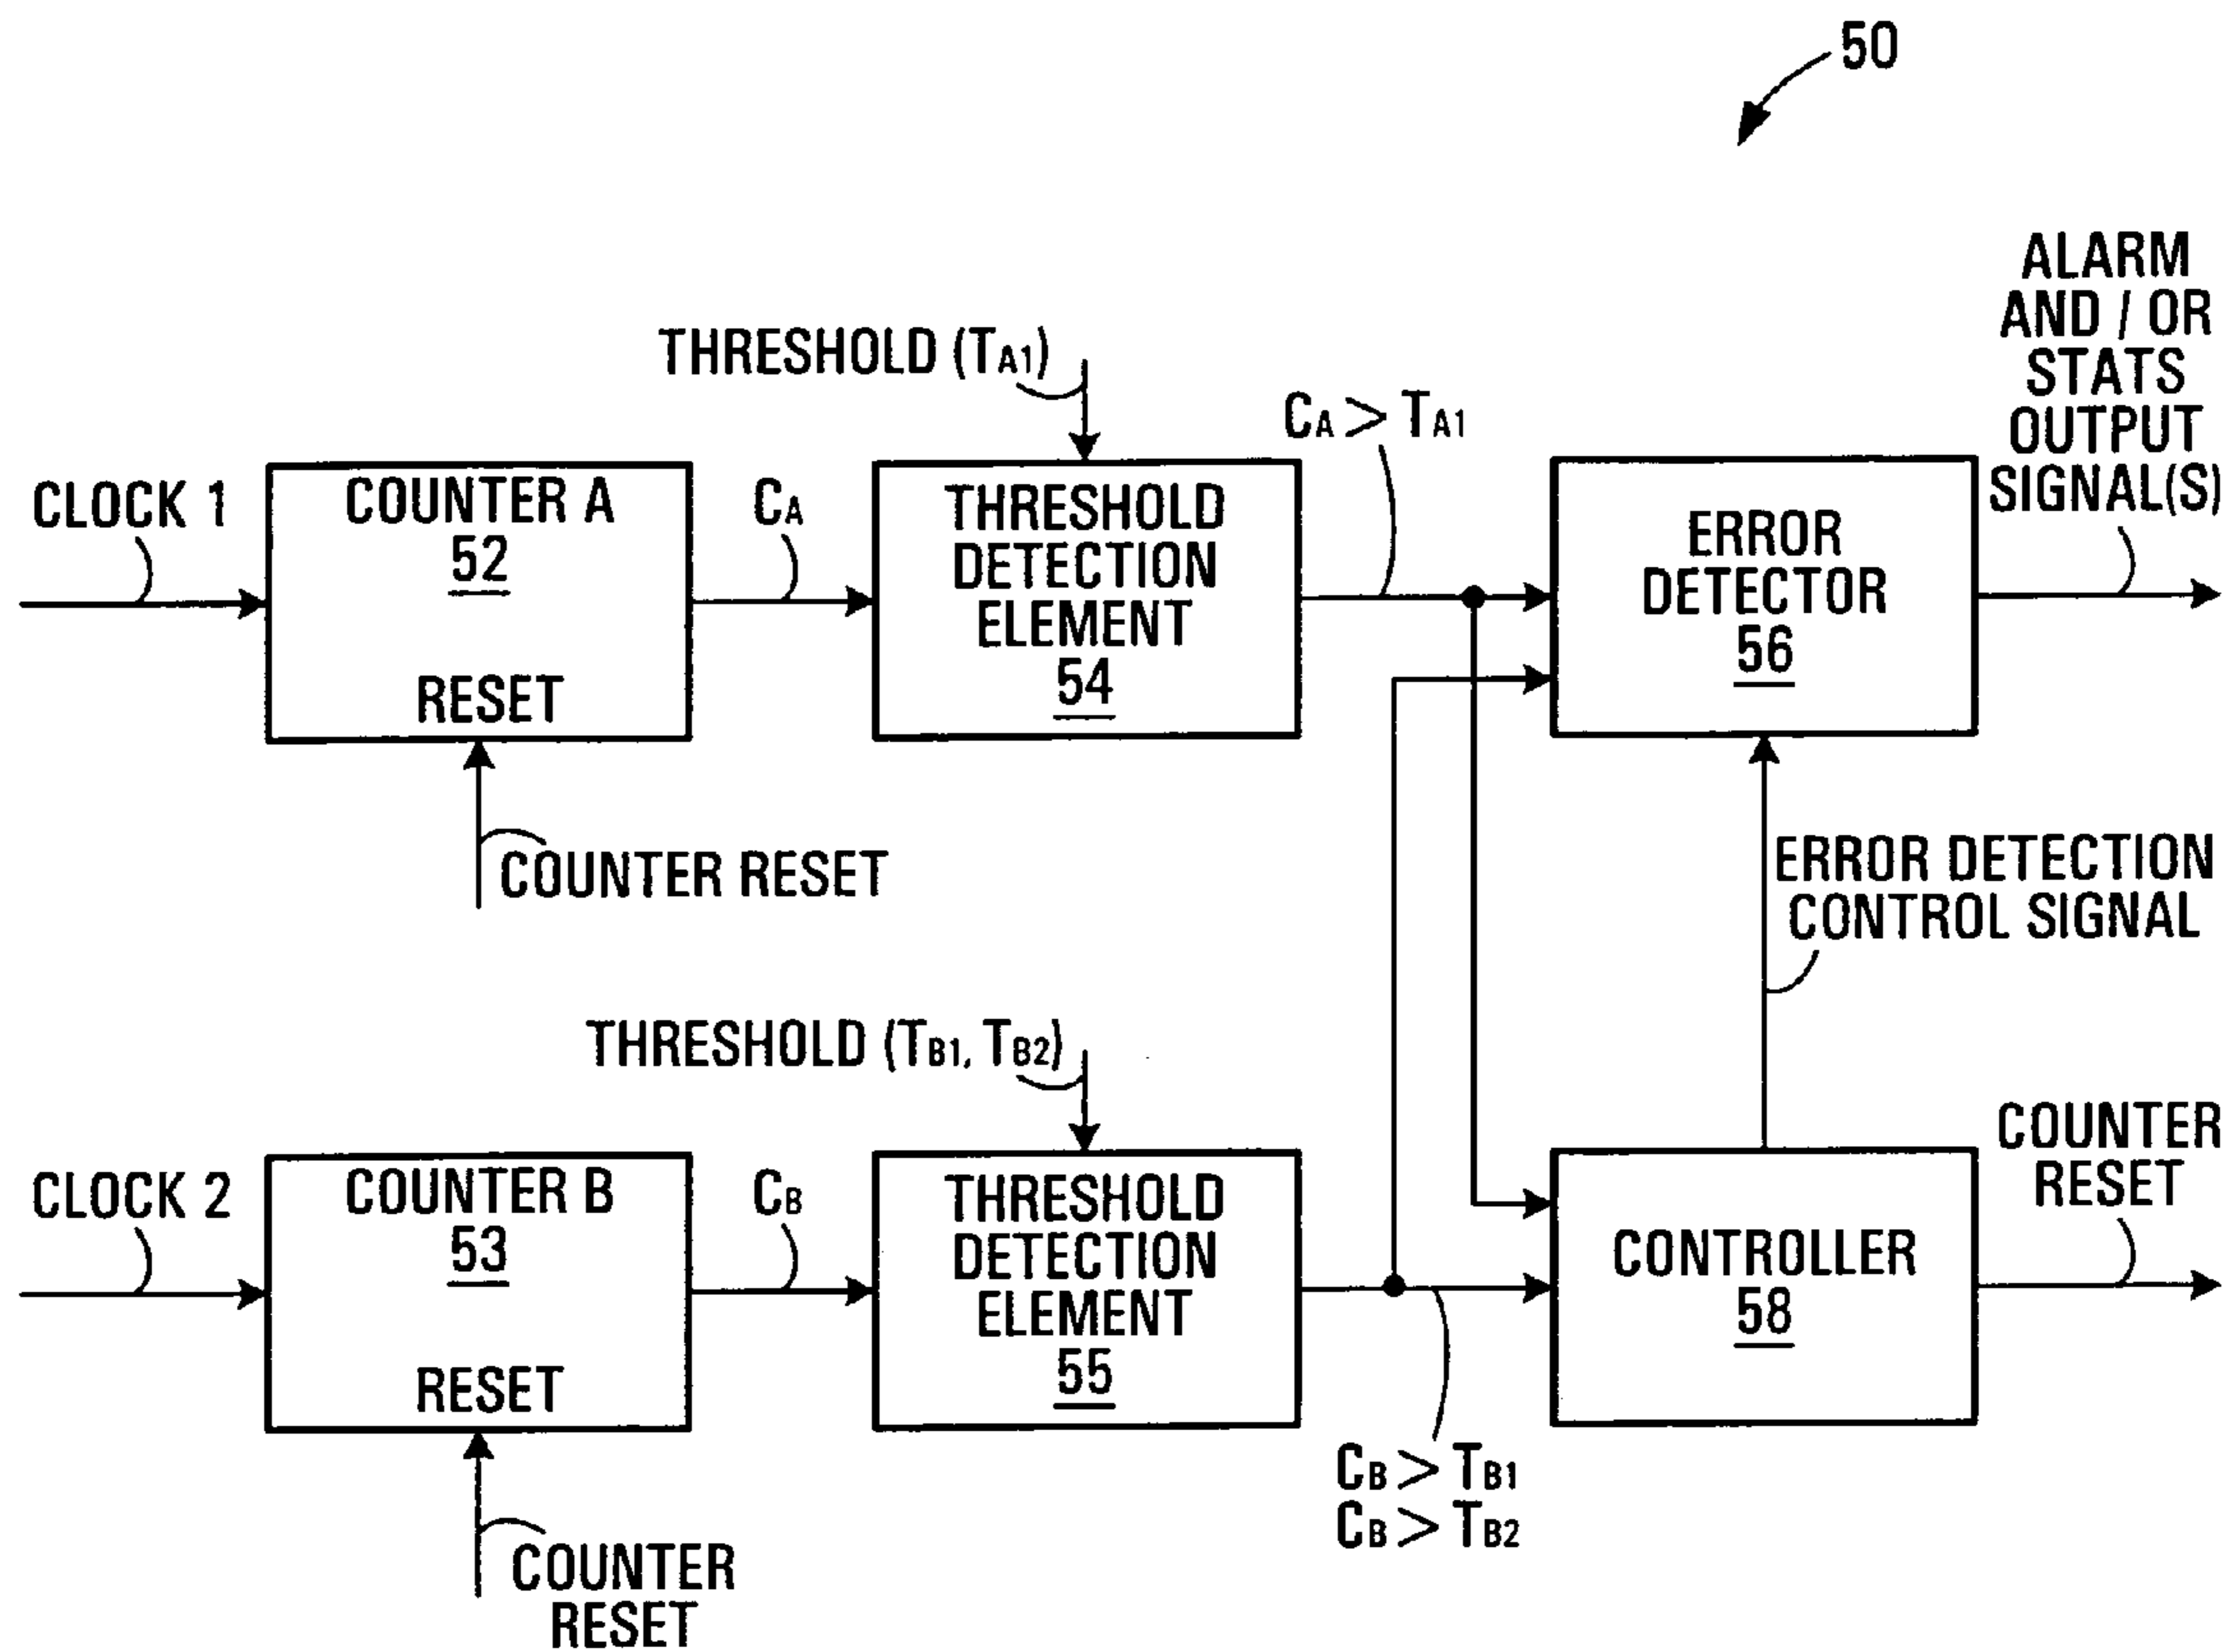 50
ALARM
AND / OR
STATS
OUTPUT
SIGNAL(S)
THRESHOLD (TA1)
CA > TA1
CLOCK 1
COUNTER A
52
RESET
CA
THRESHOLD
DETECTION
ELEMENT
54
ERROR
DETECTOR
56
COUNTER RESET
ERROR DETECTION
CONTROL SIGNAL
THRESHOLD (TB1, TB2)
CLOCK 2
COUNTER B
53
RESET
CB
THRESHOLD
DETECTION
ELEMENT
55
CONTROLLER
58
COUNTER
RESET
CB > TB1
CB > TB2
COUNTER
RESET